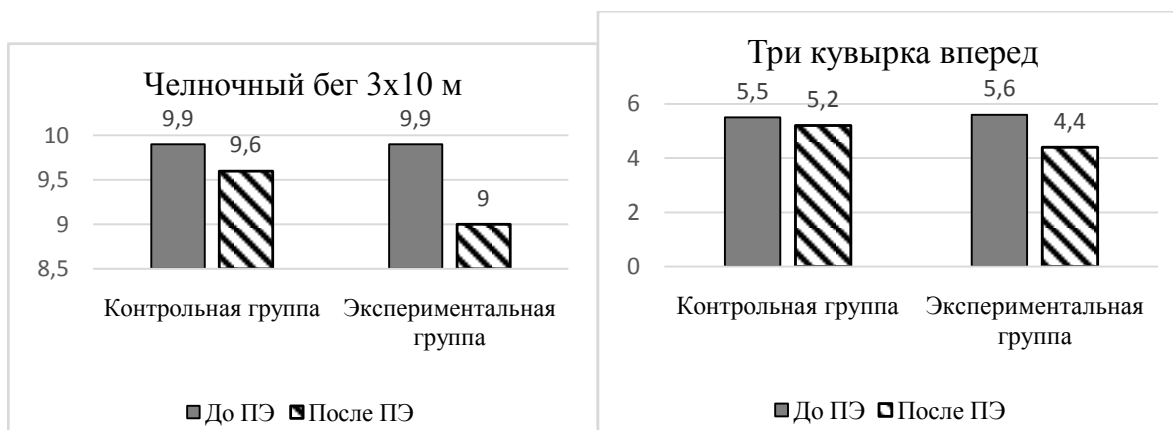 Челночный бег 3х10 м
9,9
9,6
9,9
9
10
9,5
9
8,5
Контрольная группа
Экспериментальная
группа
До ПЭ
После ПЭ
Три кувырка вперед
5,5
5,2
5,6
4,4
6
4
2
0
Контрольная группа
Экспериментальная
группа
До ПЭ
После ПЭ